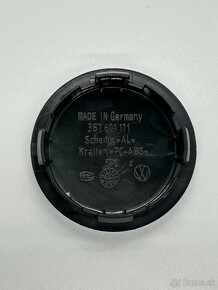 MADE IN Germany
3B7 601 171
Scheibe >AL<
Krallen >PC+ABS<